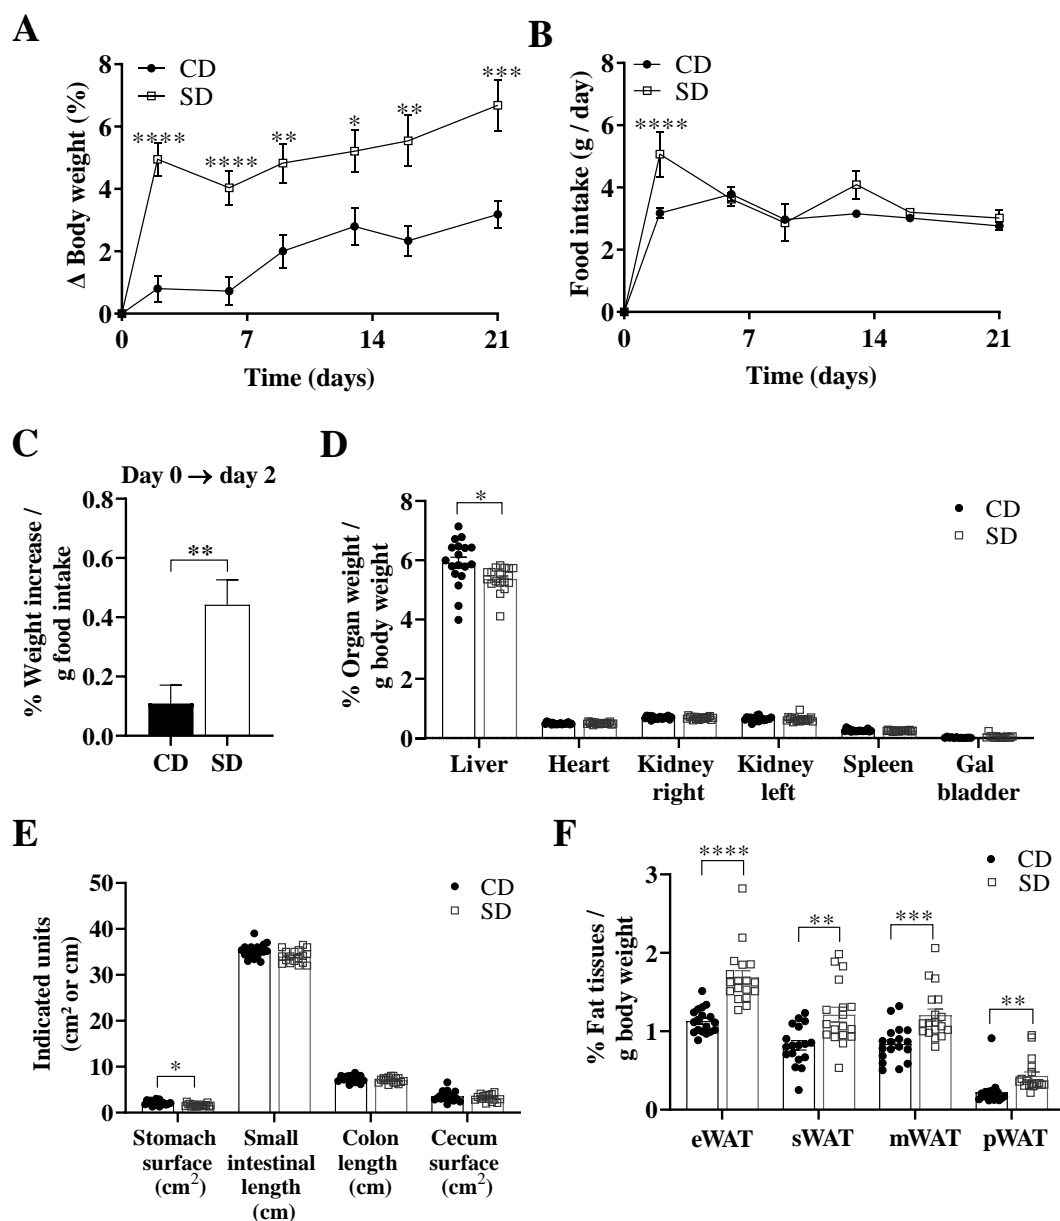 A
Δ Body weight (%)
8
6
4
2
0
CD
SD
****
****
**
*
**
***
0 7 14 21
Time (days)
B
Food intake (g / day)
8
6
4
2
0
CD
SD
****
0 7 14 21
Time (days)
C
Day 0 → day 2
% Weight increase /
g food intake
0.8
0.6
0.4
0.2
0.0
**
CD SD
D
% Organ weight /
g body weight
8
6
4
2
0
*
CD
SD
Liver Heart Kidney Kidney Spleen Gal
right left bladder
E
Indicated units
(cm² or cm)
50
40
30
20
10
0
*
CD
SD
Stomach Small Colon Cecum
surface intestinal length surface
(cm²) length (cm) (cm²)
(cm)
F
% Fat tissues /
g body weight
3
2
1
0
****
**
***
**
CD
SD
eWAT sWAT mWAT pWAT